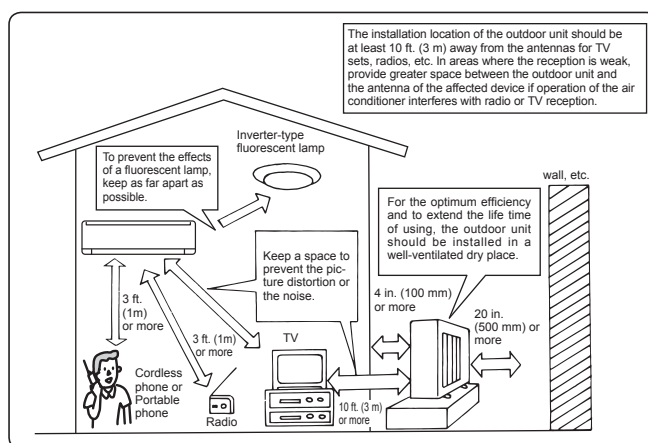 The installation location of the outdoor unit should be
at least 10 ft. (3 m) away from the antennas for TV
sets, radios, etc. In areas where the reception is weak,
provide greater space between the outdoor unit and
the antenna of the affected device if operation of the air
conditioner interferes with radio or TV reception.
Inverter-type
fluorescent lamp
To prevent the effects
of a fluorescent lamp,
keep as far apart as
possible.
wall, etc.
For the optimum efficiency
and to extend the life time
of using, the outdoor unit
should be installed in a
well-ventilated dry place.
Keep a space to
prevent the pic-
ture distortion or
the noise.
3 ft.
(1m)
or more
3 ft. (1m)
or more
4 in. (100 mm)
or more
20 in.
(500 mm) or
more
TV
Cordless
phone or
Portable
phone
Radio
10 ft. (3 m)
or more